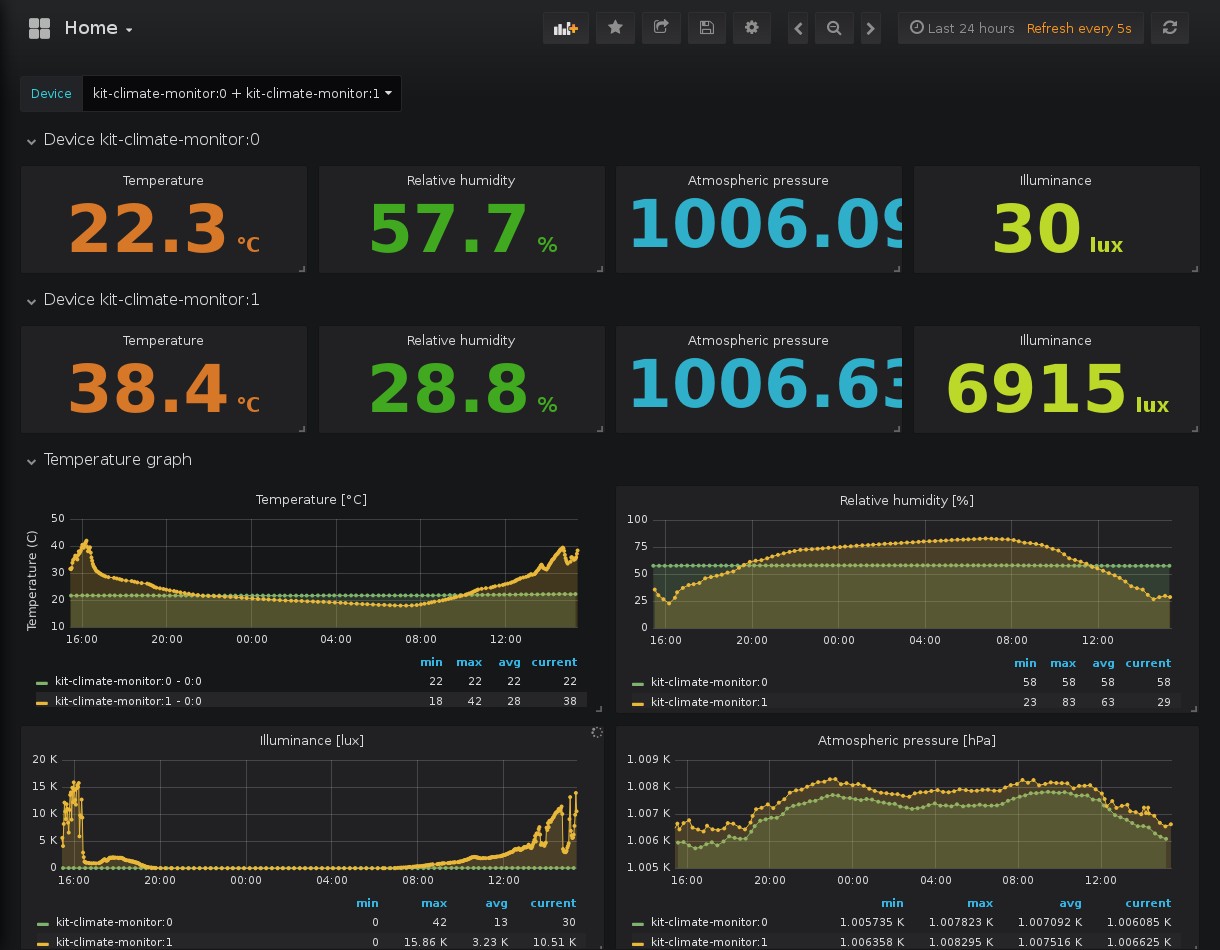 Home
Last 24 hours Refresh every 5s
Device kit-climate-monitor:0 + kit-climate-monitor:1
Device kit-climate-monitor:0
Temperature Relative humidity Atmospheric pressure Illuminance
22.3 °C 57.7 % 1006.09 30 lux
Device kit-climate-monitor:1
Temperature Relative humidity Atmospheric pressure Illuminance
38.4 °C 28.8 % 1006.63 6915 lux
Temperature graph
Temperature [°C]
Temperature (C)
50
40
30
20
10
16:00 20:00 00:00 04:00 08:00 12:00
min max avg current
kit-climate-monitor:0 - 0:0 22 22 22 22
kit-climate-monitor:1 - 0:0 18 42 28 38
Relative humidity [%]
100
75
50
25
0
16:00 20:00 00:00 04:00 08:00 12:00
min max avg current
kit-climate-monitor:0 58 58 58 58
kit-climate-monitor:1 23 83 63 29
Illuminance [lux]
20 K
15 K
10 K
5 K
0
16:00 20:00 00:00 04:00 08:00 12:00
min max avg current
kit-climate-monitor:0 0 42 13 30
kit-climate-monitor:1 0 15.86 K 3.23 K 10.51 K
Atmospheric pressure [hPa]
1.009 K
1.008 K
1.007 K
1.006 K
1.005 K
16:00 20:00 00:00 04:00 08:00 12:00
min max avg current
kit-climate-monitor:0 1.005735 K 1.007823 K 1.007092 K 1.006085 K
kit-climate-monitor:1 1.006358 K 1.008295 K 1.007516 K 1.006625 K